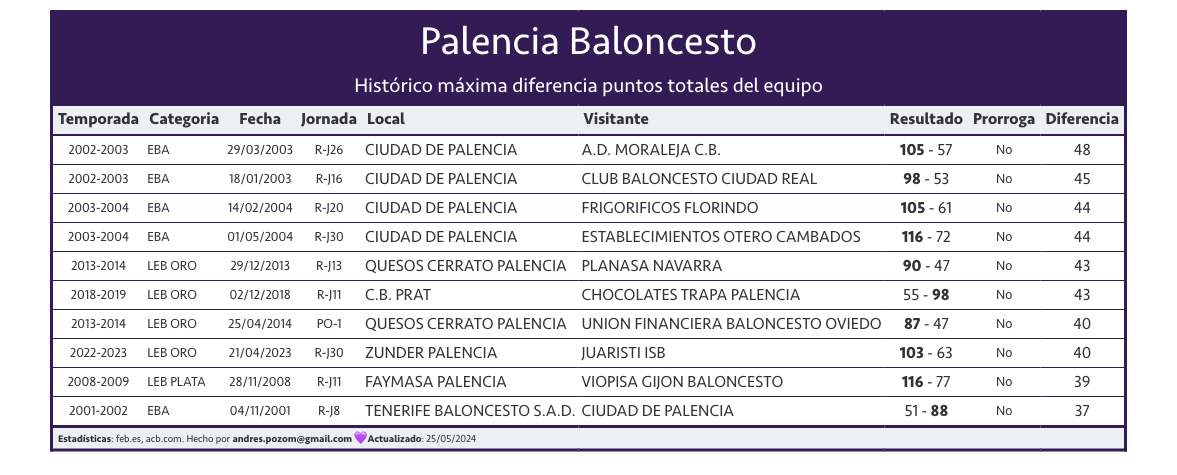 Palencia Baloncesto
Histórico máxima diferencia puntos totales del equipo
Temporada Categoria Fecha Jornada Local Visitante Resultado Prorroga Diferencia
2002-2003 EBA 29/03/2003 R-J26 CIUDAD DE PALENCIA A.D. MORALEJA C.B. 105 - 57 No 48
2002-2003 EBA 18/01/2003 R-J16 CIUDAD DE PALENCIA CLUB BALONCESTO CIUDAD REAL 98 - 53 No 45
2003-2004 EBA 14/02/2004 R-J20 CIUDAD DE PALENCIA FRIGORIFICOS FLORINDO 105 - 61 No 44
2003-2004 EBA 01/05/2004 R-J30 CIUDAD DE PALENCIA ESTABLECIMIENTOS OTERO CAMBADOS 116 - 72 No 44
2013-2014 LEB ORO 29/12/2013 R-J13 QUESOS CERRATO PALENCIA PLANASA NAVARRA 90 - 47 No 43
2018-2019 LEB ORO 02/12/2018 R-J11 C.B. PRAT CHOCOLATES TRAPA PALENCIA 55 - 98 No 43
2013-2014 LEB ORO 25/04/2014 PO-1 QUESOS CERRATO PALENCIA UNION FINANCIERA BALONCESTO OVIEDO 87 - 47 No 40
2022-2023 LEB ORO 21/04/2023 R-J30 ZUNDER PALENCIA JUARISTI ISB 103 - 63 No 40
2008-2009 LEB PLATA 28/11/2008 R-J11 FAYMASA PALENCIA VIOPISA GIJON BALONCESTO 116 - 77 No 39
2001-2002 EBA 04/11/2001 R-J8 TENERIFE BALONCESTO S.A.D. CIUDAD DE PALENCIA 51 - 88 No 37
Estadísticas: feb.es, acb.com. Hecho por andres.pozom@gmail.com 💜Actualizado: 25/05/2024